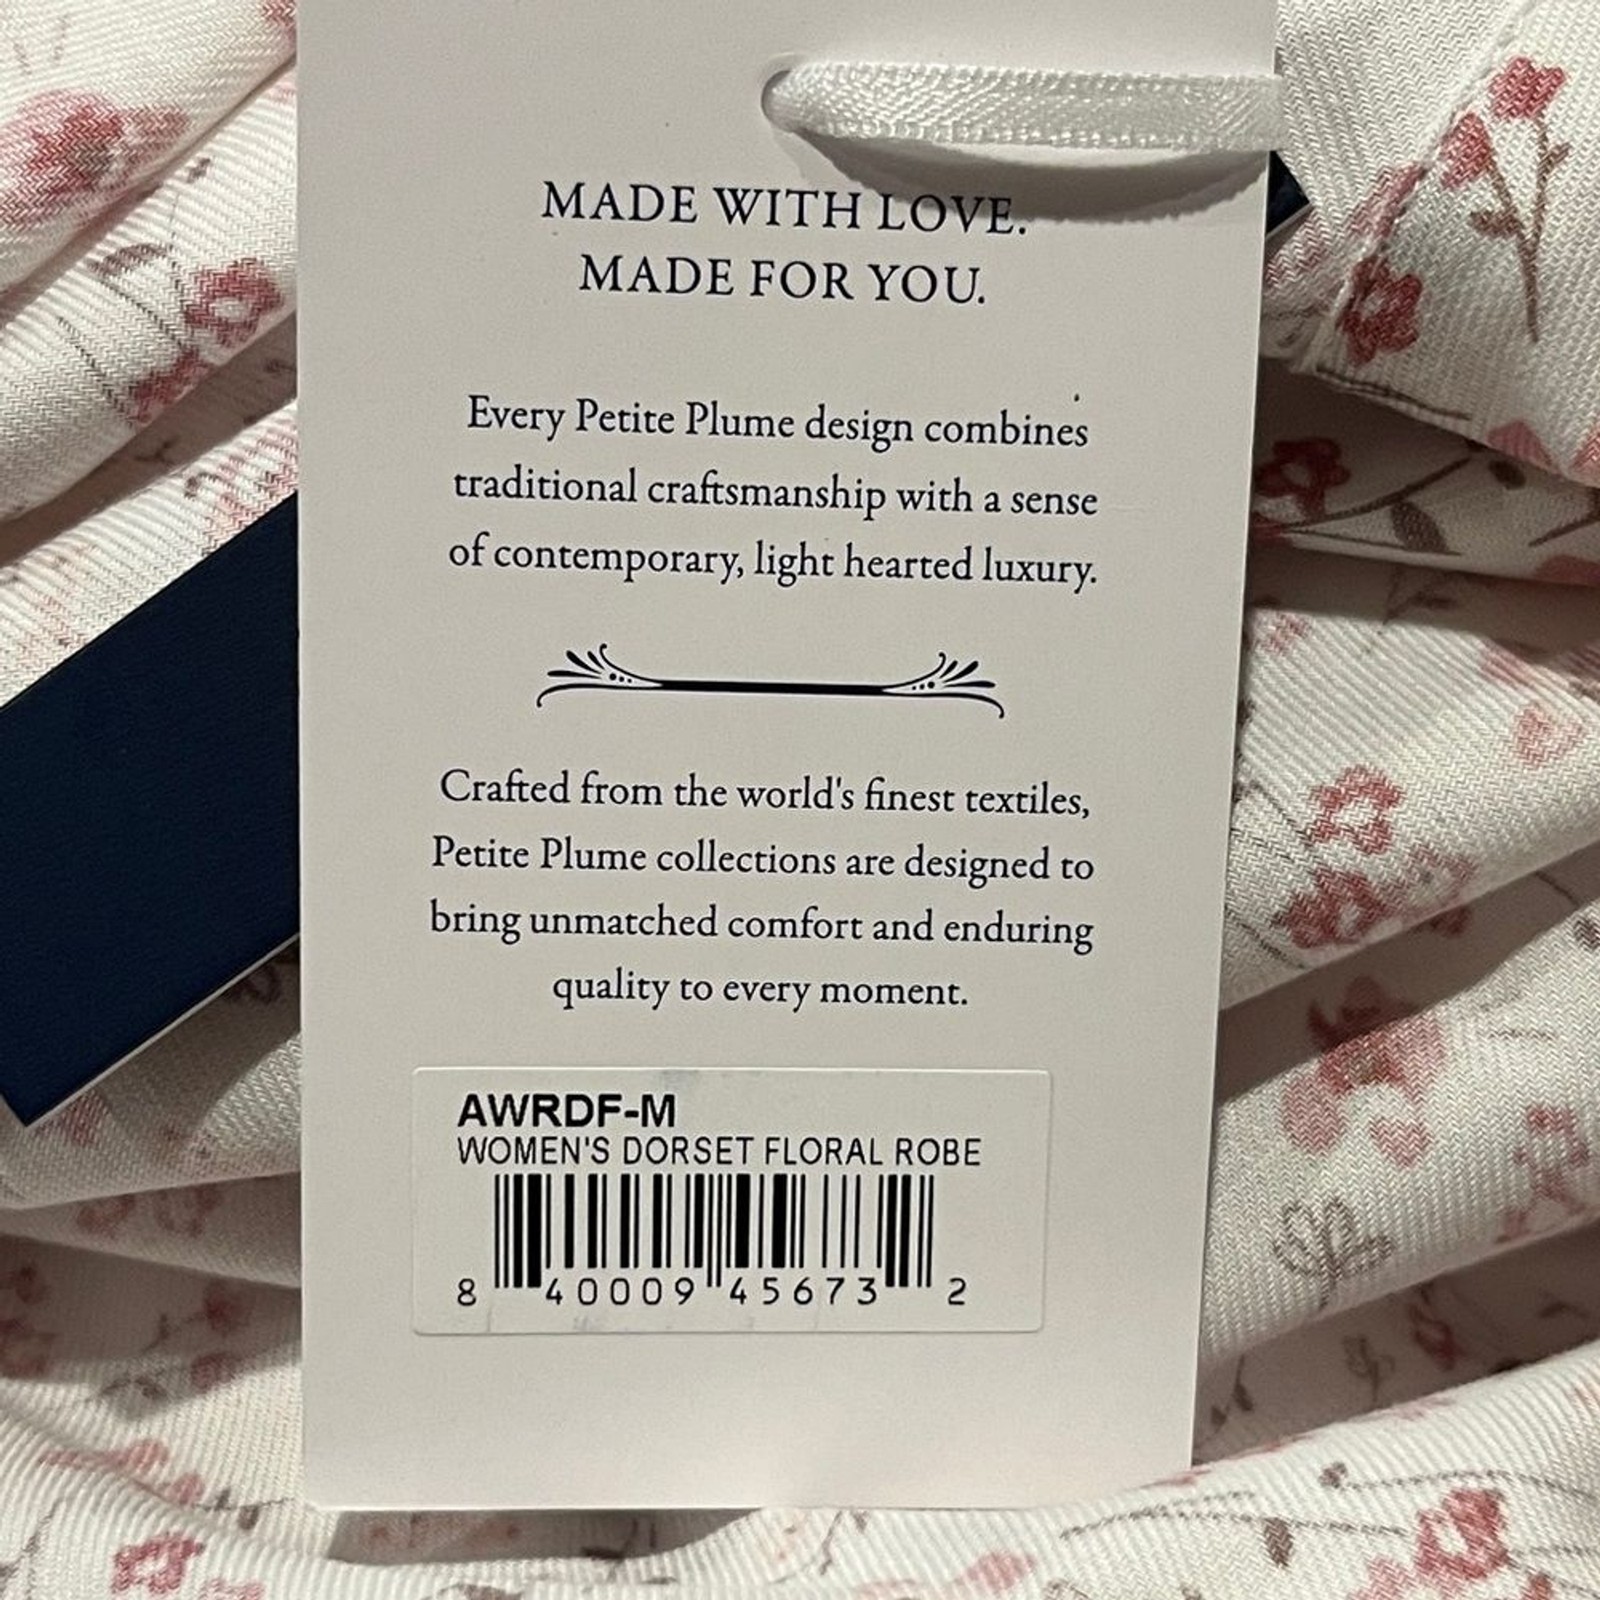 MADE WITH LOVE.
MADE FOR YOU.
Every Petite Plume design combines
traditional craftsmanship with a sense
of contemporary, light hearted luxury.
Crafted from the world's finest textiles,
Petite Plume collections are designed to
bring unmatched comfort and enduring
quality to every moment.
AWRDF-M
WOMEN'S DORSET FLORAL ROBE
8 40009 45673 2